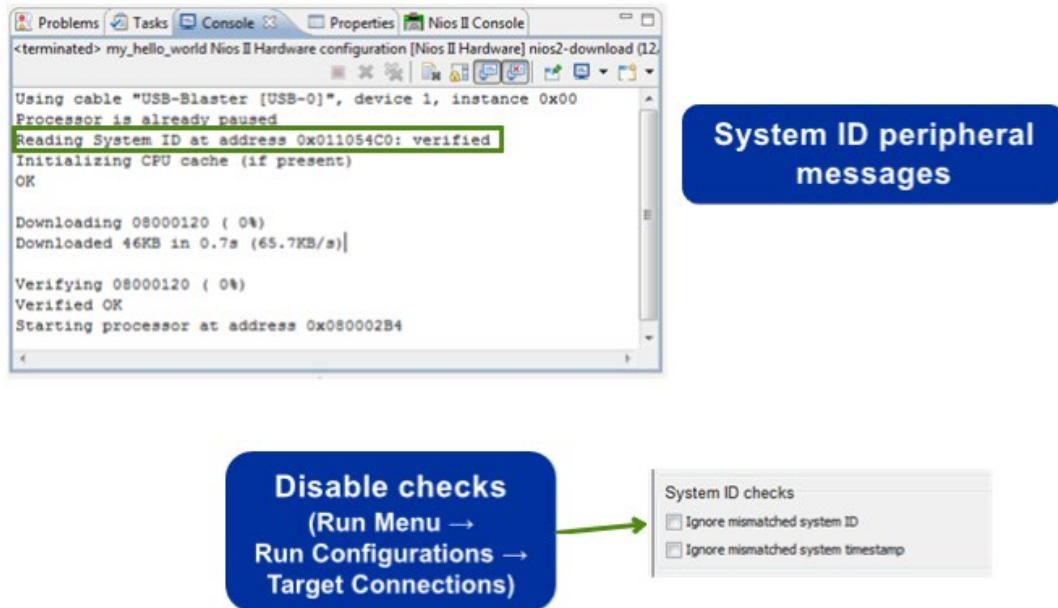 Problems Tasks Console Properties Nios II Console
<terminated> my_hello_world Nios II Hardware configuration [Nios II Hardware] nios2-download (12/
Using cable "USB-Blaster [USB-0]", device 1, instance 0x00
Processor is already paused
Reading System ID at address 0x011054C0: verified
Initializing CPU cache (if present)
OK
Downloading 08000120 ( 0%)
Downloaded 46KB in 0.7s (65.7KB/s)
Verifying 08000120 ( 0%)
Verified OK
Starting processor at address 0x080002B4
System ID peripheral
messages
Disable checks
(Run Menu →
Run Configurations →
Target Connections)
System ID checks
Ignore mismatched system ID
Ignore mismatched system timestamp